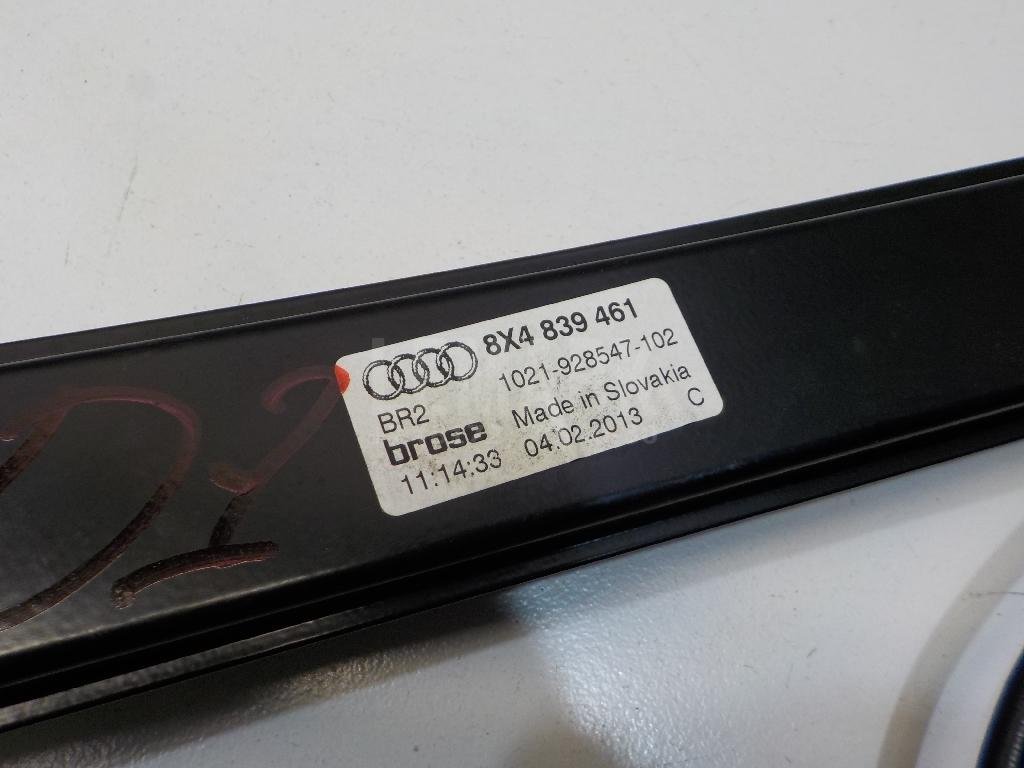 8X4 839 461
1021-928547-102
BR2 Made in Slovakia
brose 04.02.2013 C
11:14:33